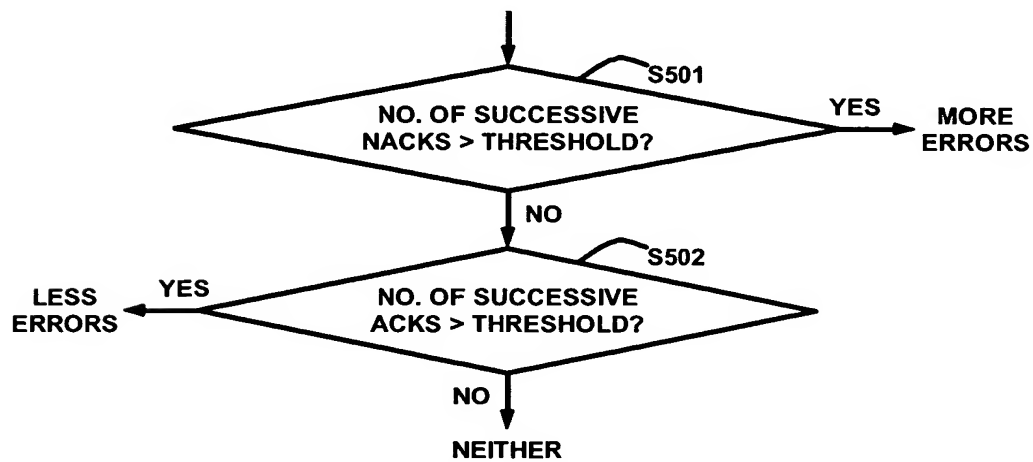 S501
NO. OF SUCCESSIVE
NACKS > THRESHOLD?
YES
MORE
ERRORS
NO
S502
NO. OF SUCCESSIVE
ACKS > THRESHOLD?
YES
LESS
ERRORS
NO
NEITHER